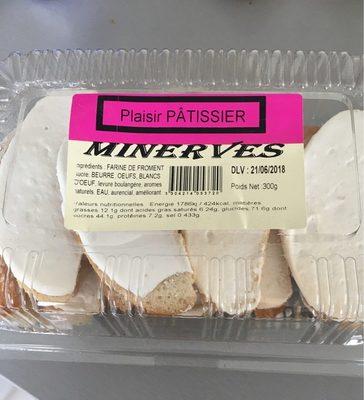 Plaisir PÂTISSIER
MINERVES
Ingrédients : FARINE DE FROMENT
sucre, BEURRE, OEUFS, BLANCS
D'OEUF, levure boulangère, aromes
naturels, EAU, aurencial, améliorant
DLV : 21/06/2018
Poids Net :300g
Valeurs nutritionnelles : Energie 1786kj / 424kcal, matières
grasses 12.1g dont acides gras saturés 6.24g, glucides 71.6g dont
sucres 44.1g, protéines 7.2g, sel 0.433g